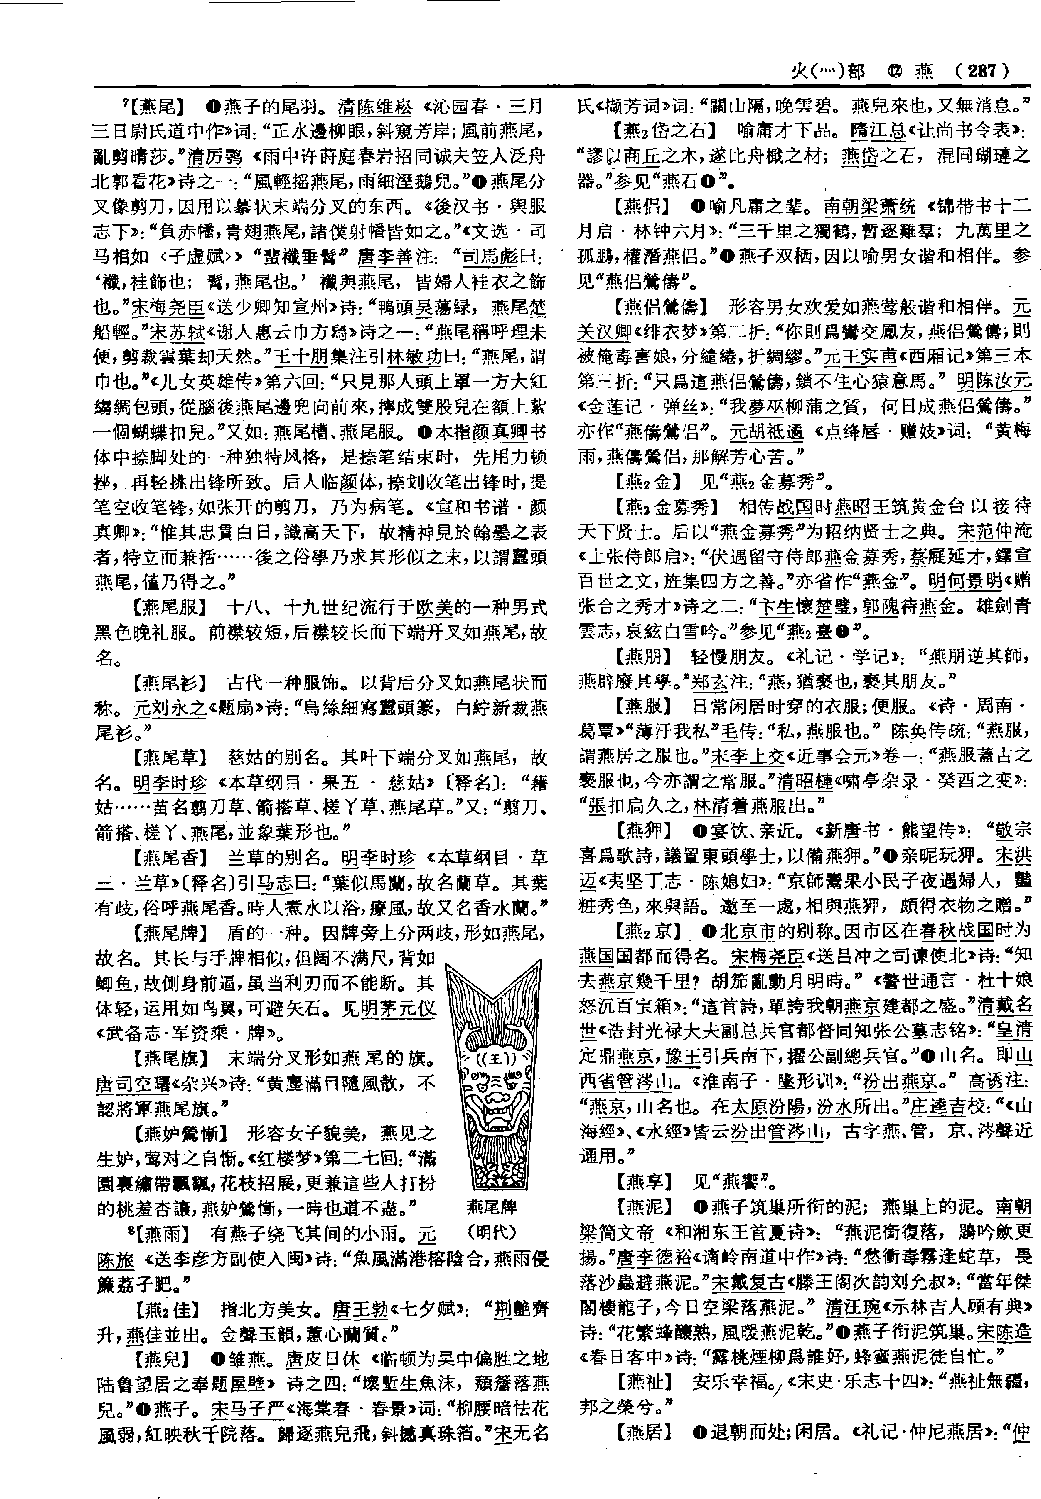 火(灬)部 ⑫ 燕 (287)
⁷【燕尾】 ❶燕子的尾羽。清陈维崧《沁园春·三月
三日尉氏道中作》词：“正水邊柳眼，斜窺芳岸；風前燕尾，
亂剪晴莎。”清厉鹗《雨中许莳庭春岩招同诚夫笠人泛舟
北郭看花》诗之一：“風輕摇燕尾，雨細溼鵝兒。”❷燕尾分
叉像剪刀，因用以摹状末端分叉的东西。《後汉书·舆服
志下》：“負赤幡，青翅燕尾，諸僕射幡皆如之。”《文选·司
马相如〈子虚赋〉》“蜚襳垂髾”唐李善注：“司馬彪曰：
‘襳，袿飾也；髾，燕尾也。’襳與燕尾，皆婦人袿衣之飾
也。”宋梅尧臣《送少卿知宣州》诗：“鴨頭吴蕩绿，燕尾楚
船輕。”宋苏轼《谢人惠云巾方舄》诗之一：“燕尾稱呼理未
便，剪裁雲葉却天然。”王十朋集注引林敏功曰：“燕尾，謂
巾也。”《儿女英雄传》第六回：“只見那人頭上罩一方大紅
縐綢包頭，從腦後燕尾邊兜向前來，擰成雙股兒在額上紮
一個蝴蝶扣兒。”又如：燕尾槽、燕尾服。❸本指颜真卿书
体中捺脚处的一种独特风格，是捺笔结束时，先用力顿
挫，再轻挑出锋所致。后人临颜体，捺划收笔出锋时，提
笔空收笔锋，如张开的剪刀，乃为病笔。《宣和书谱·颜
真卿》：“惟其忠貫白日，識高天下，故精神見於翰墨之表
者，特立而兼括……後之俗學乃求其形似之末，以謂蠶頭
燕尾，僅乃得之。”
【燕尾服】 十八、十九世纪流行于欧美的一种男式
黑色晚礼服。前襟较短，后襟较长而下端开叉如燕尾，故
名。
【燕尾衫】 古代一种服饰。以背后分叉如燕尾状而
称。元刘永之《题扇》诗：“烏絲細寫蠶頭篆，白紵新裁燕
尾衫。”
【燕尾草】 慈姑的别名。其叶下端分叉如燕尾，故
名。明李时珍《本草纲目·果五·慈姑》〔释名〕：“藉
姑……苗名翦刀草、箭搭草、槎丫草、燕尾草。”又：“翦刀、
箭搭、槎丫、燕尾，並象葉形也。”
【燕尾香】 兰草的别名。明李时珍《本草纲目·草
三·兰草》〔释名〕引马志曰：“葉似馬蘭，故名蘭草。其葉
有歧，俗呼燕尾香。時人煮水以浴，療風，故又名香水蘭。”
【燕尾牌】 盾的一种。因牌旁上分两歧，形如燕尾，
故名。其长与手牌相似，但阔不满尺，背如
鲫鱼，故侧身前逼，虽当利刃而不能断。其
体轻，运用如鸟翼，可避矢石。见明茅元仪
《武备志·军资乘·牌》。
【燕尾旗】 末端分叉形如燕尾的旗。
唐司空曙《杂兴》诗：“黄塵滿目隨風散，不
認將軍燕尾旗。”
【燕妒鶯慚】 形容女子貌美，燕见之
生妒，莺对之自惭。《红楼梦》第二七回：“滿
園裏繡帶飄飄，花枝招展，更兼這些人打扮
的桃羞杏讓，燕妒鶯慚，一時也道不盡。”
燕尾牌
（明代）
⁸【燕雨】 有燕子绕飞其间的小雨。元
陈旅《送李彦方副使入闽》诗：“魚風滿港榕陰合，燕雨侵
簾荔子肥。”
【燕₂佳】 指北方美女。唐王勃《七夕赋》：“荆艷齊
升，燕佳並出。金聲玉韻，蕙心蘭質。”
【燕兒】 ❶雏燕。唐皮日休《临顿为吴中偏胜之地
陆鲁望居之奉题屋壁》诗之四：“壞塹生魚沫，頹簷落燕
兒。”❷燕子。宋马子严《海棠春·春景》词：“柳腰暗怯花
風弱，紅映秋千院落。歸逐燕兒飛，斜撼真珠箔。”宋无名
氏《撷芳词》词：“關山隔，晚雲碧。燕兒來也，又無消息。”
【燕₂岱之石】 喻庸才下品。隋江总《让尚书令表》：
“謬以商丘之木，遂比舟檝之材；燕岱之石，混同瑚璉之
器。”参见“燕石❶”。
【燕侣】 ❶喻凡庸之辈。南朝梁萧统《锦带书十二
月启·林钟六月》：“三千里之獨鶴，暫逐雞羣；九萬里之
孤鵬，權潛燕侣。”❷燕子双栖，因以喻男女谐和相伴。参
见“燕侣鶯儔”。
【燕侣鶯儔】 形容男女欢爱如燕莺般谐和相伴。元
关汉卿《绯衣梦》第二折：“你則爲鸞交鳳友，燕侣鶯儔；則
被俺毒害娘，分繾綣，折綢繆。”元王实甫《西厢记》第三本
第三折：“只爲這燕侣鶯儔，鎖不住心猿意馬。”明陈汝元
《金莲记·弹丝》：“我夢巫柳蒲之質，何日成燕侣鶯儔。”
亦作“燕儔鶯侣”。元胡祗遹《点绛唇·赠妓》词：“黄梅
雨，燕儔鶯侣，那解芳心苦。”
【燕₂金】 见“燕₂金募秀”。
【燕₂金募秀】 相传战国时燕昭王筑黄金台以接待
天下贤士。后以“燕金募秀”为招纳贤士之典。宋范仲淹
《上张侍郎启》：“伏遇留守侍郎燕金募秀，蔡屣延才，鐸宣
百世之文，旌集四方之善。”亦省作“燕金”。明何景明《赠
张台之秀才》诗之二：“卞生懷楚璧，郭隗待燕金。雄劍青
雲志，哀絃白雪吟。”参见“燕₂臺❶”。
【燕朋】 轻慢朋友。《礼记·学记》：“燕朋逆其師，
燕辟廢其學。”郑玄注：“燕，猶褻也，褻其朋友。”
【燕服】 日常闲居时穿的衣服；便服。《诗·周南·
葛覃》“薄汙我私”毛传：“私，燕服也。”陈奂传疏：“燕服，
謂燕居之服也。”宋李上交《近事会元》卷一：“燕服蓋古之
褻服也，今亦謂之常服。”清昭槤《啸亭杂录·癸酉之变》：
“張扣扃久之，林清着燕服出。”
【燕狎】 ❶宴饮、亲近。《新唐书·熊望传》：“敬宗
喜爲歌詩，議置東頭學士，以備燕狎。”❷亲昵玩狎。宋洪
迈《夷坚丁志·陈媳妇》：“京師鬻果小民子夜遇婦人，豔
粧秀色，來與語。邀至一處，相與燕狎，頗得衣物之贈。”
【燕₂京】 ❶北京市的别称。因市区在春秋战国时为
燕国国都而得名。宋梅尧臣《送吕冲之司谏使北》诗：“知
去燕京幾千里？胡笳亂動月明時。”《警世通言·杜十娘
怒沉百宝箱》：“這首詩，單誇我朝燕京建都之盛。”清戴名
世《诰封光禄大夫副总兵官都督同知张公墓志铭》：“皇清
定鼎燕京，豫王引兵南下，擢公副總兵官。”❷山名。即山
西省管涔山。《淮南子·墬形训》：“汾出燕京。”高诱注：
“燕京，山名也。在太原汾陽，汾水所出。”庄逵吉校：“《山
海經》、《水經》皆云汾出管涔山，古字燕、管，京、涔聲近
通用。”
【燕享】 见“燕饗”。
【燕泥】 ❶燕子筑巢所衔的泥；燕巢上的泥。南朝
梁简文帝《和湘东王首夏诗》：“燕泥銜復落，鶗吟斂更
揚。”唐李德裕《谪岭南道中作》诗：“愁衝毒霧逢蛇草，畏
落沙蟲避燕泥。”宋戴复古《滕王阁次韵刘允叔》：“當年傑
閣棲龍子，今日空梁落燕泥。”清汪琬《示林吉人顾有典》
诗：“花繁蜂釀熟，風暖燕泥乾。”❷燕子衔泥筑巢。宋陈造
《春日客中》诗：“露桃煙柳爲誰好，蜂蜜燕泥徒自忙。”
【燕祉】 安乐幸福。《宋史·乐志十四》：“燕祉無疆，
邦之榮兮。”
【燕居】 ❶退朝而处；闲居。《礼记·仲尼燕居》：“仲